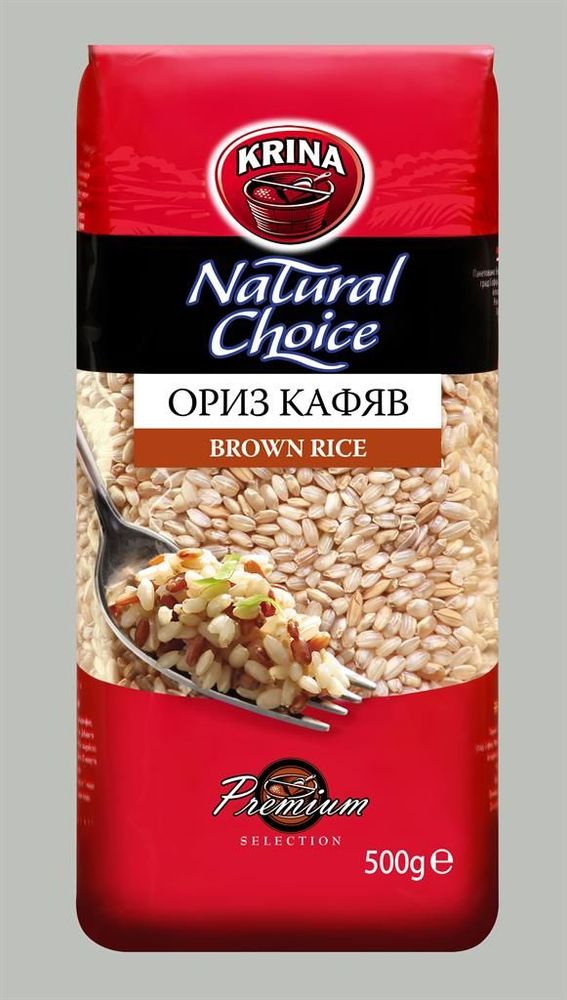 KRINA
Natural
Choice
ОРИЗ КАФЯВ
BROWN RICE
Premium
SELECTION
500g℮